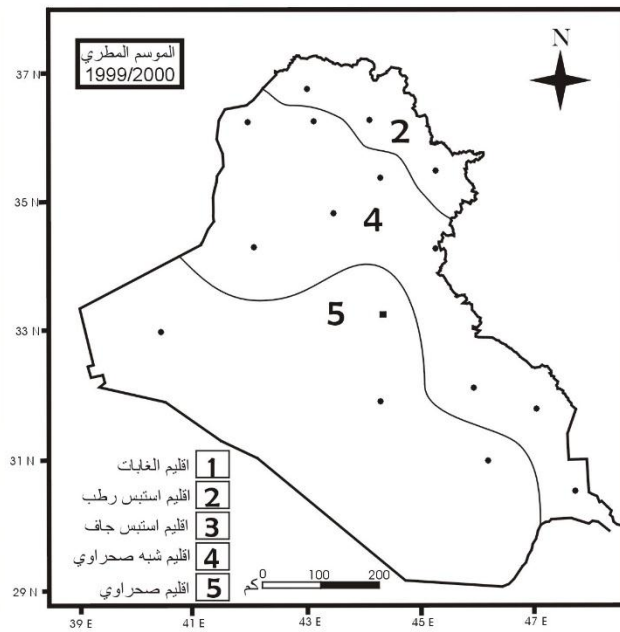 الموسم المطري
1999/2000
N
37 N
35 N
33 N
31 N
29 N
2
4
5
اقليم الغابات 1
اقليم استبس رطب 2
اقليم استبس جاف 3
اقليم شبه صحراوي 4
اقليم صحراوي 5
0 100 200 كم
39 E 41 E 43 E 45 E 47 E